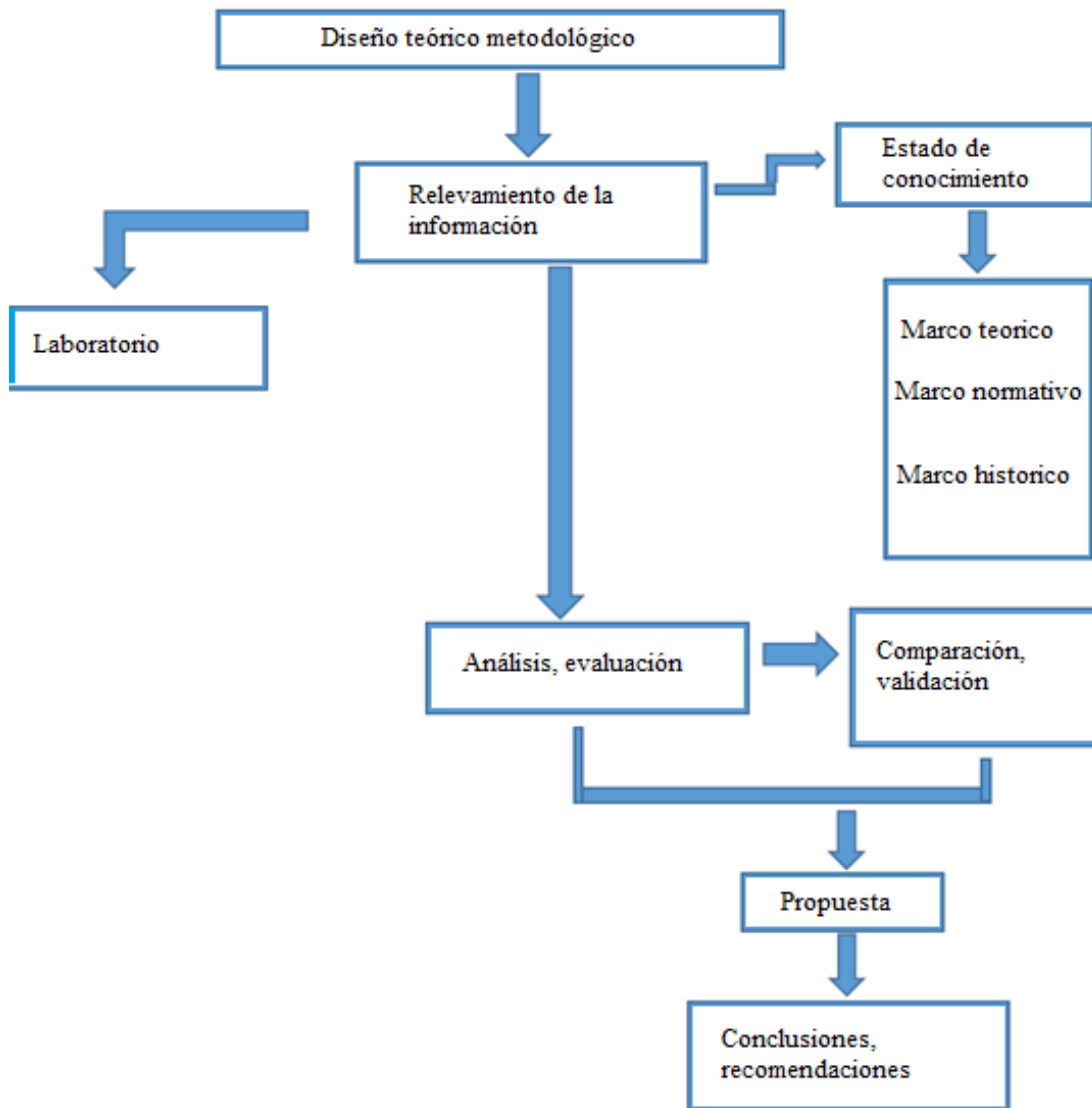 Diseño teórico metodológico
Estado de
conocimiento
Relevamiento de la
información
Laboratorio
Marco teorico
Marco normativo
Marco historico
Análisis, evaluación
Comparación,
validación
Propuesta
Conclusiones,
recomendaciones